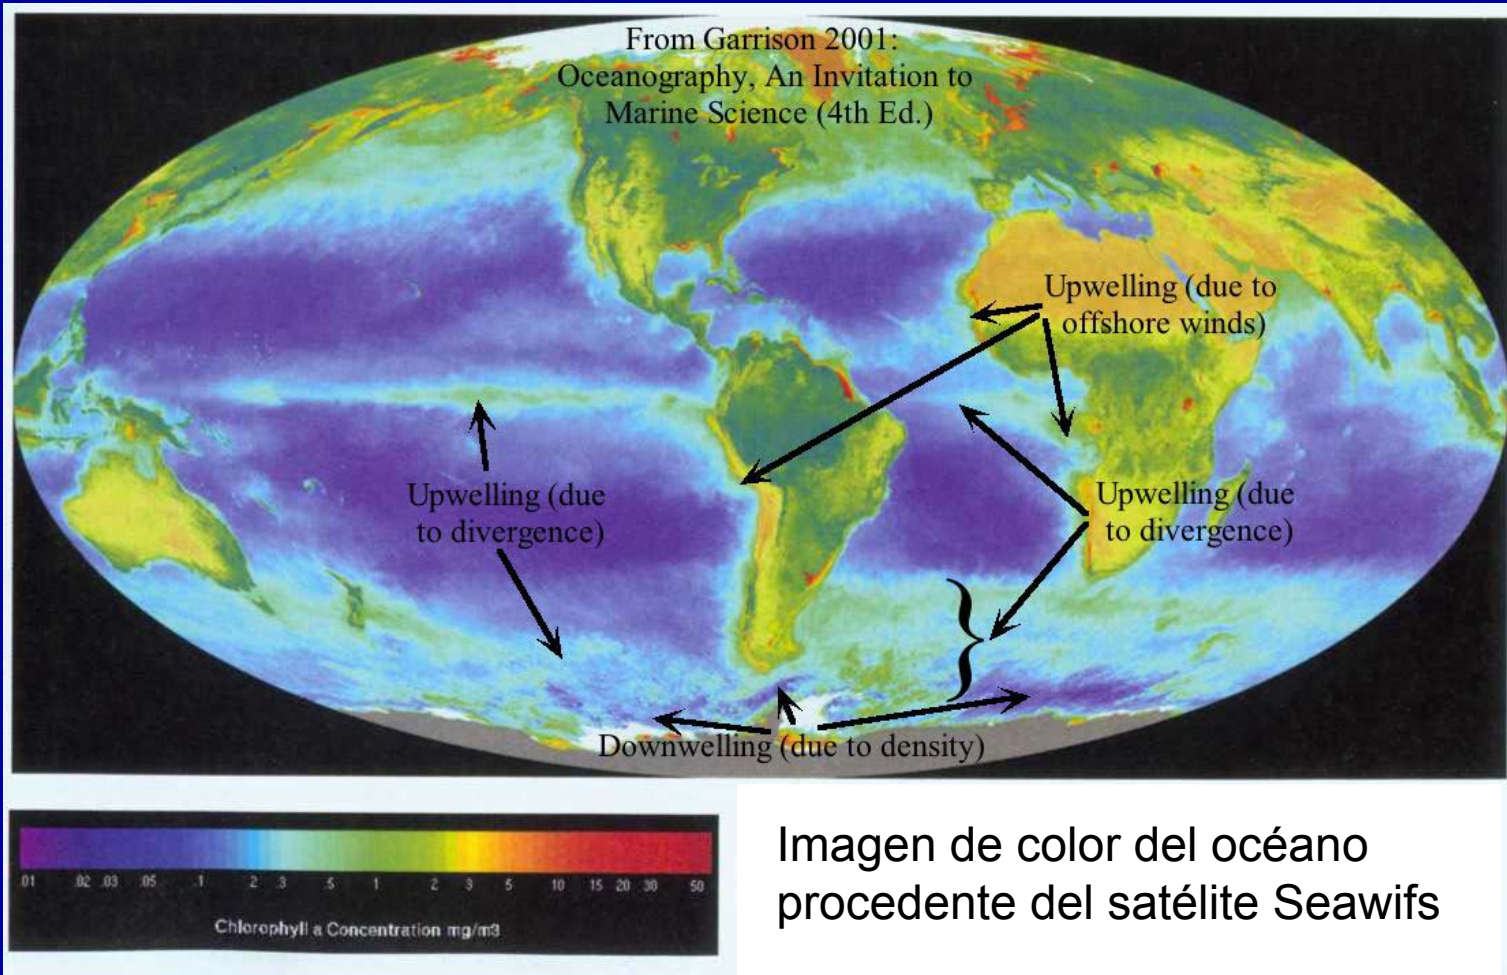 From Garrison 2001:
Oceanography, An Invitation to
Marine Science (4th Ed.)
Upwelling (due to
offshore winds)
Upwelling (due
to divergence)
Upwelling (due
to divergence)
Downwelling (due to density)
.01 .02 .03 .05 .1 .2 .3 .5 1 2 3 5 10 15 20 30 50
Chlorophyll a Concentration mg/m3
Imagen de color del océano
procedente del satélite Seawifs